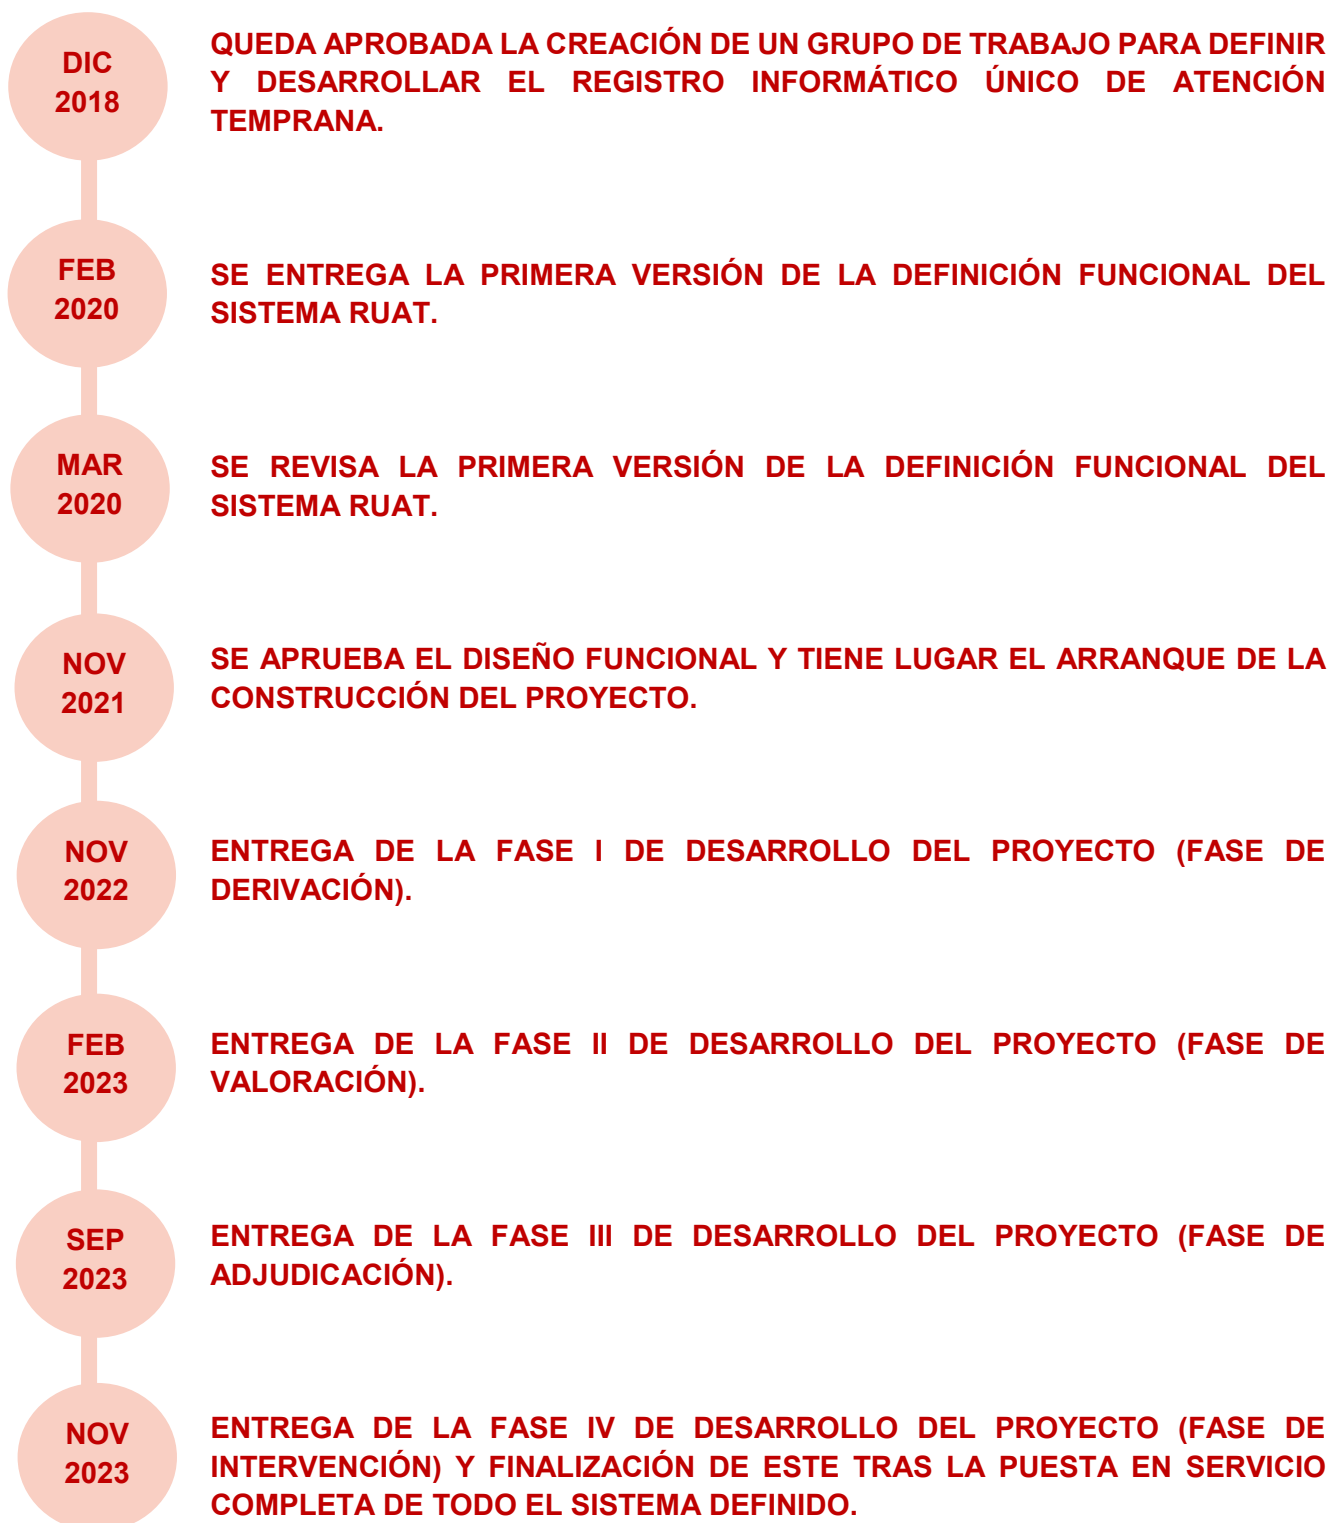 DIC
2018
QUEDA APROBADA LA CREACIÓN DE UN GRUPO DE TRABAJO PARA DEFINIR
Y DESARROLLAR EL REGISTRO INFORMÁTICO ÚNICO DE ATENCIÓN
TEMPRANA.
FEB
2020
SE ENTREGA LA PRIMERA VERSIÓN DE LA DEFINICIÓN FUNCIONAL DEL
SISTEMA RUAT.
MAR
2020
SE REVISA LA PRIMERA VERSIÓN DE LA DEFINICIÓN FUNCIONAL DEL
SISTEMA RUAT.
NOV
2021
SE APRUEBA EL DISEÑO FUNCIONAL Y TIENE LUGAR EL ARRANQUE DE LA
CONSTRUCCIÓN DEL PROYECTO.
NOV
2022
ENTREGA DE LA FASE I DE DESARROLLO DEL PROYECTO (FASE DE
DERIVACIÓN).
FEB
2023
ENTREGA DE LA FASE II DE DESARROLLO DEL PROYECTO (FASE DE
VALORACIÓN).
SEP
2023
ENTREGA DE LA FASE III DE DESARROLLO DEL PROYECTO (FASE DE
ADJUDICACIÓN).
NOV
2023
ENTREGA DE LA FASE IV DE DESARROLLO DEL PROYECTO (FASE DE
INTERVENCIÓN) Y FINALIZACIÓN DE ESTE TRAS LA PUESTA EN SERVICIO
COMPLETA DE TODO EL SISTEMA DEFINIDO.